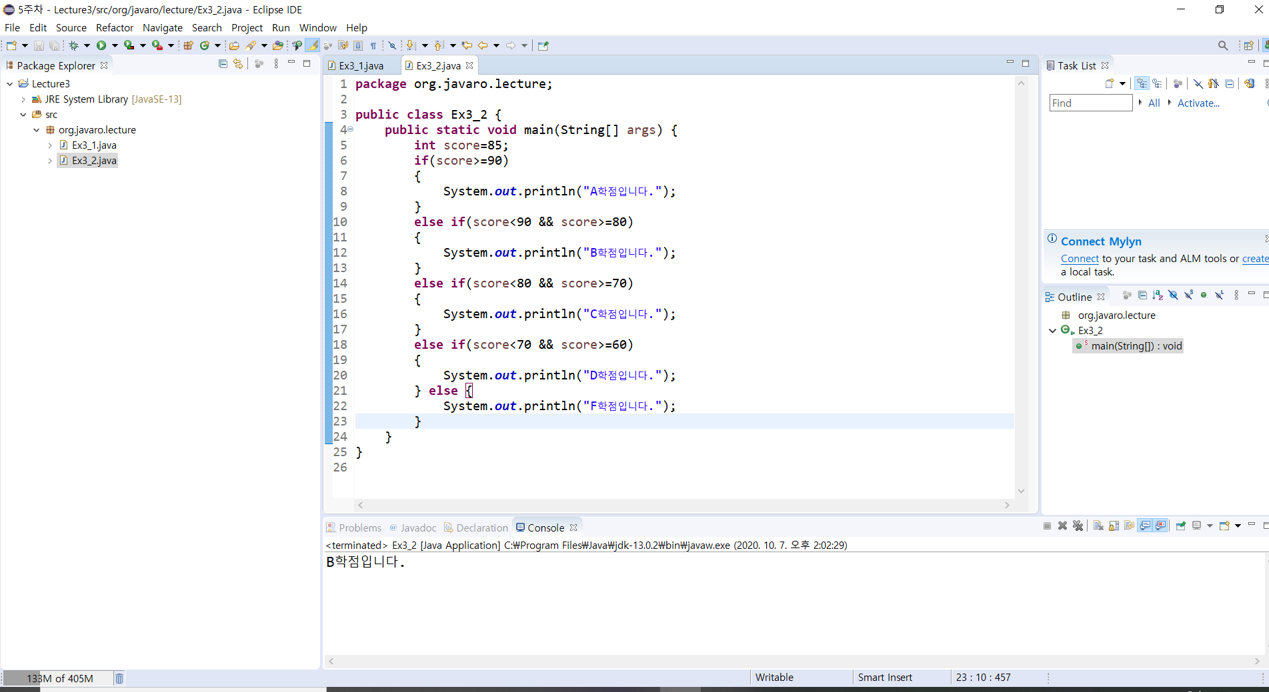 5주차 - Lecture3/src/org/javaro/lecture/Ex3_2.java - Eclipse IDE
File Edit Source Refactor Navigate Search Project Run Window Help
Package Explorer
Lecture3
JRE System Library [JavaSE-13]
src
org.javaro.lecture
Ex3_1.java
Ex3_2.java
Ex3_1.java Ex3_2.java
1 package org.javaro.lecture;
2
3 public class Ex3_2 {
4 public static void main(String[] args) {
5 int score=85;
6 if(score>=90)
7 {
8 System.out.println("A학점입니다.");
9 }
10 else if(score<90 && score>=80)
11 {
12 System.out.println("B학점입니다.");
13 }
14 else if(score<80 && score>=70)
15 {
16 System.out.println("C학점입니다.");
17 }
18 else if(score<70 && score>=60)
19 {
20 System.out.println("D학점입니다.");
21 } else {
22 System.out.println("F학점입니다.");
23 }
24 }
25 }
26
Task List
Find All Activate...
Connect Mylyn
Connect to your task and ALM tools or create
a local task.
Outline
org.javaro.lecture
Ex3_2
main(String[]) : void
Problems Javadoc Declaration Console
<terminated> Ex3_2 [Java Application] C:₩Program Files₩Java₩jdk-13.0.2₩bin₩javaw.exe (2020. 10. 7. 오후 2:02:29)
B학점입니다.
133M of 405M Writable Smart Insert 23 : 10 : 457